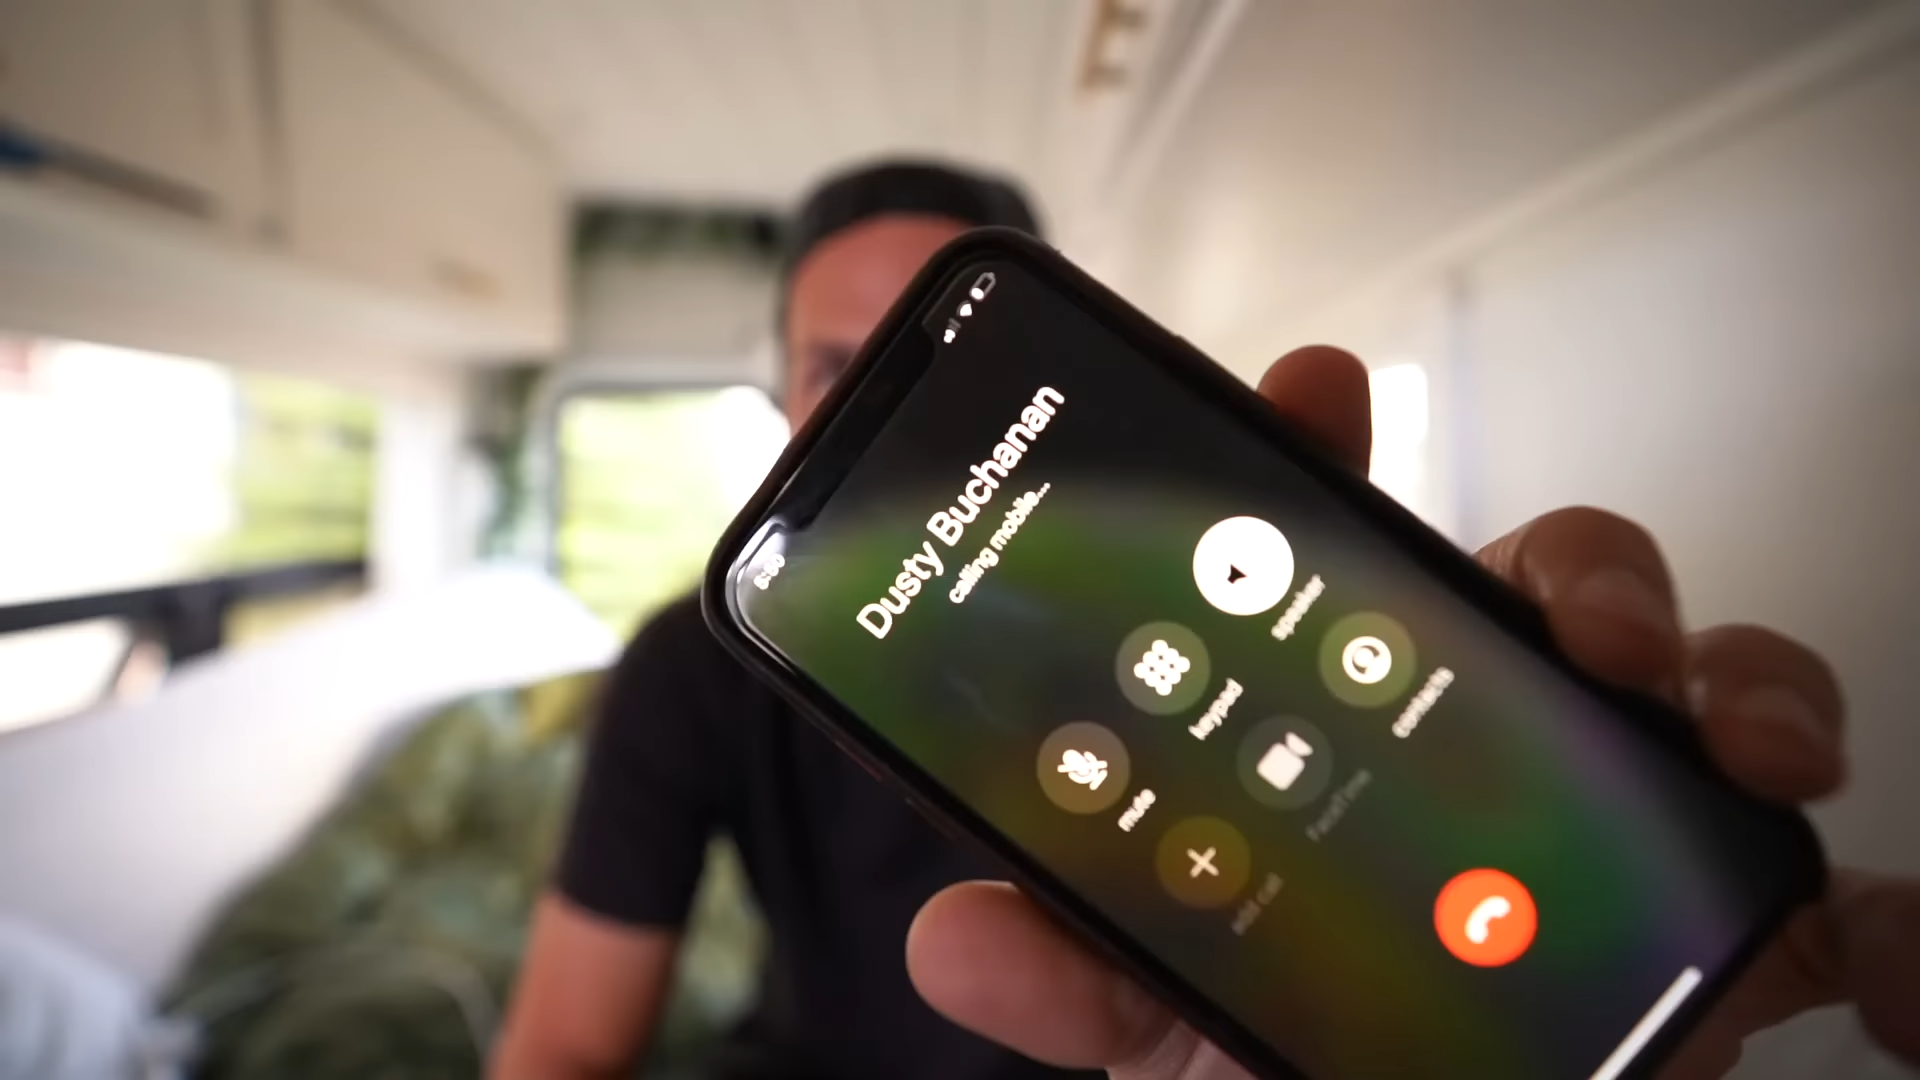 Dusty Buchanan
calling mobile...
mute
keypad
speaker
add call
FaceTime
contacts